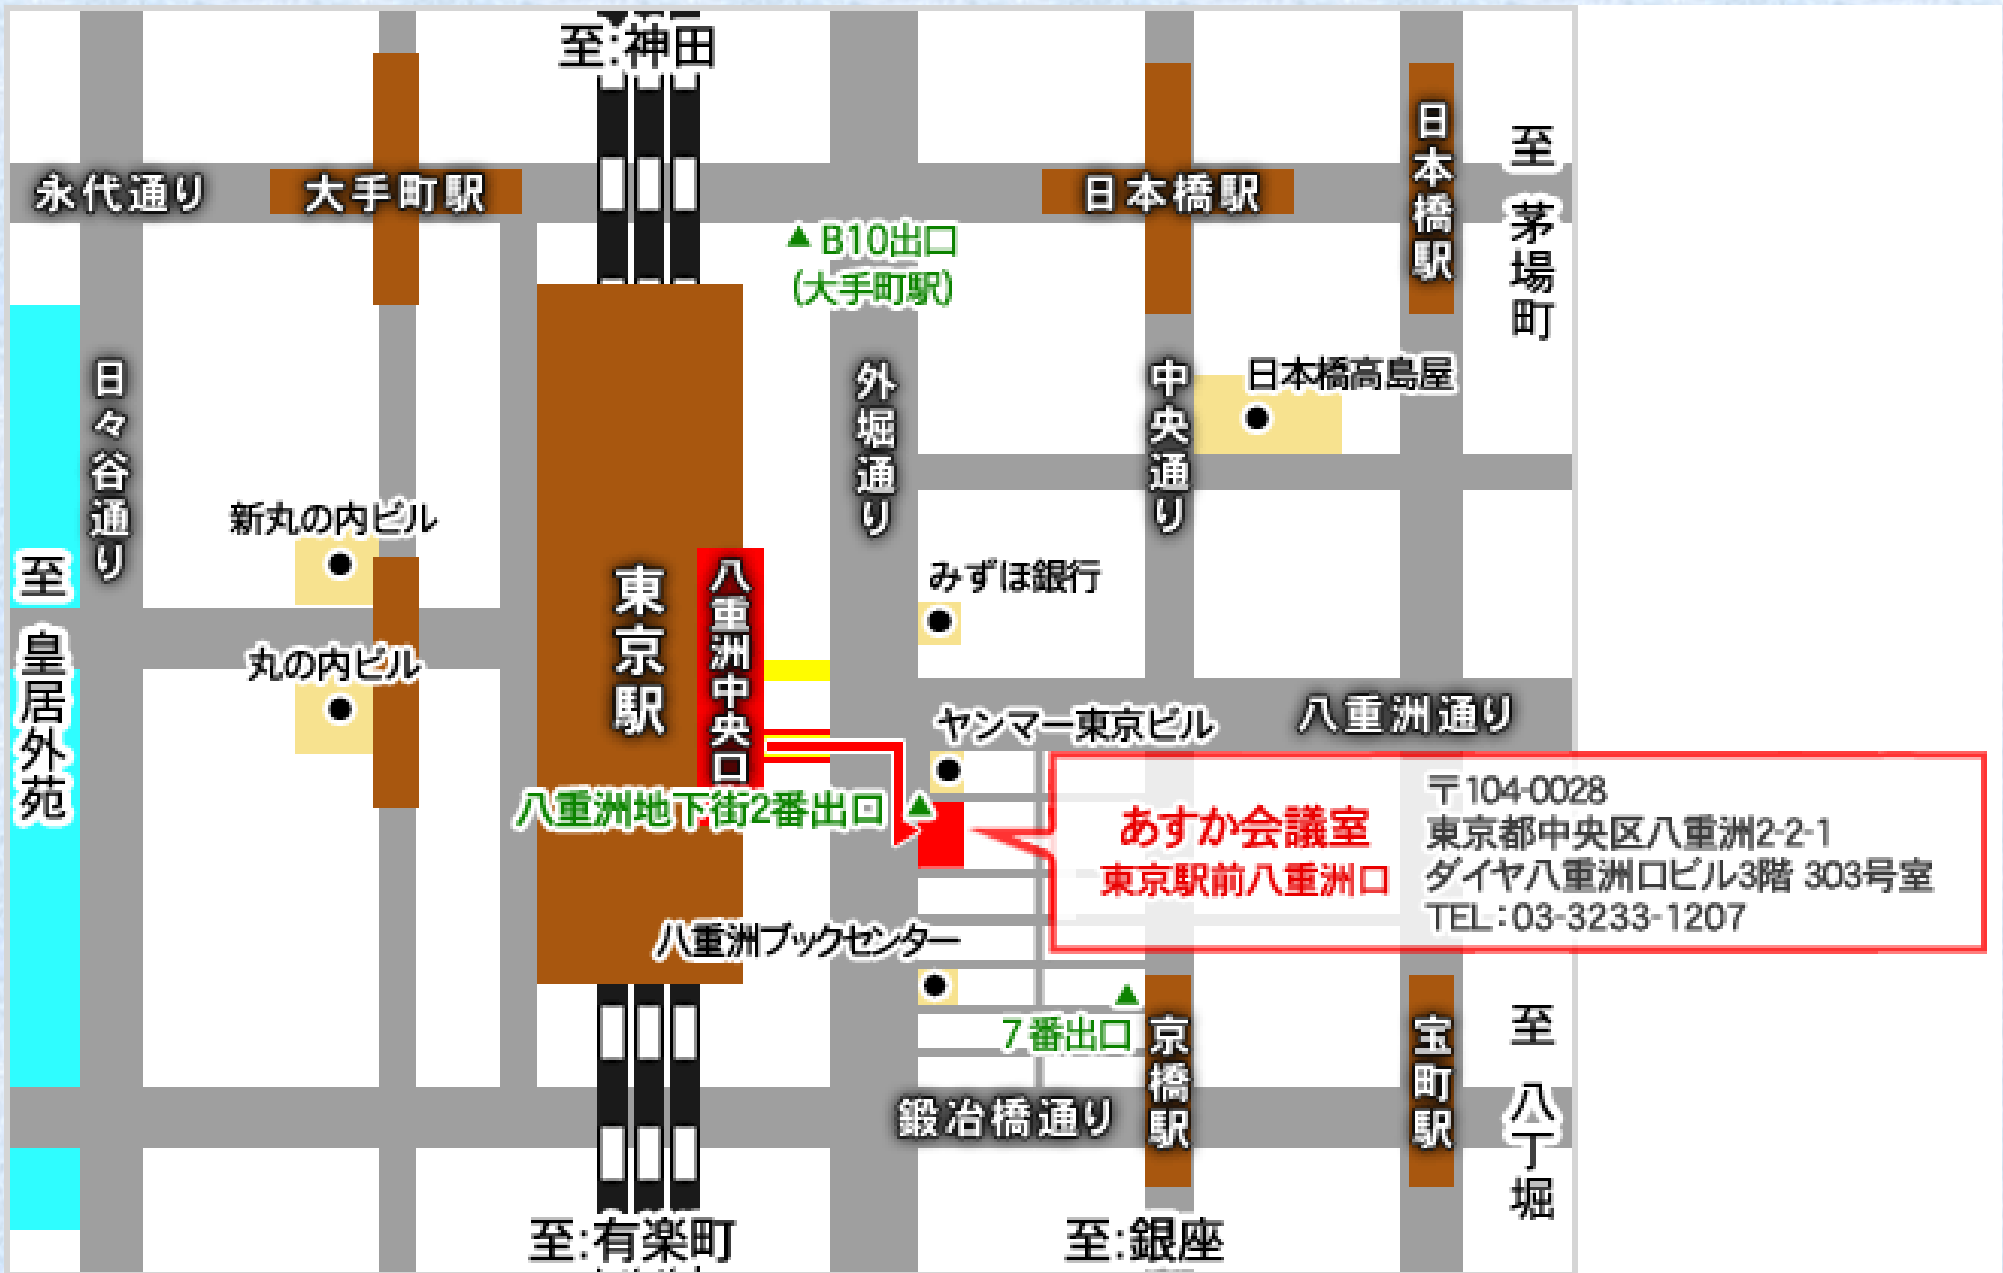 至:神田
永代通り
大手町駅
日本橋駅
日本橋駅
至 茅場町
▲B10出口
(大手町駅)
日々谷通り
外堀通り
中央通り
日本橋高島屋
新丸の内ビル
みずほ銀行
至 皇居外苑
東京駅
八重洲中央口
丸の内ビル
ヤンマー東京ビル
八重洲通り
八重洲地下街2番出口▲
あすか会議室
東京駅前八重洲口
〒104-0028
東京都中央区八重洲2-2-1
ダイヤ八重洲口ビル3階 303号室
TEL:03-3233-1207
八重洲ブックセンター
▲
7番出口
京橋駅
宝町駅
至 八丁堀
鍛冶橋通り
至:有楽町
至:銀座